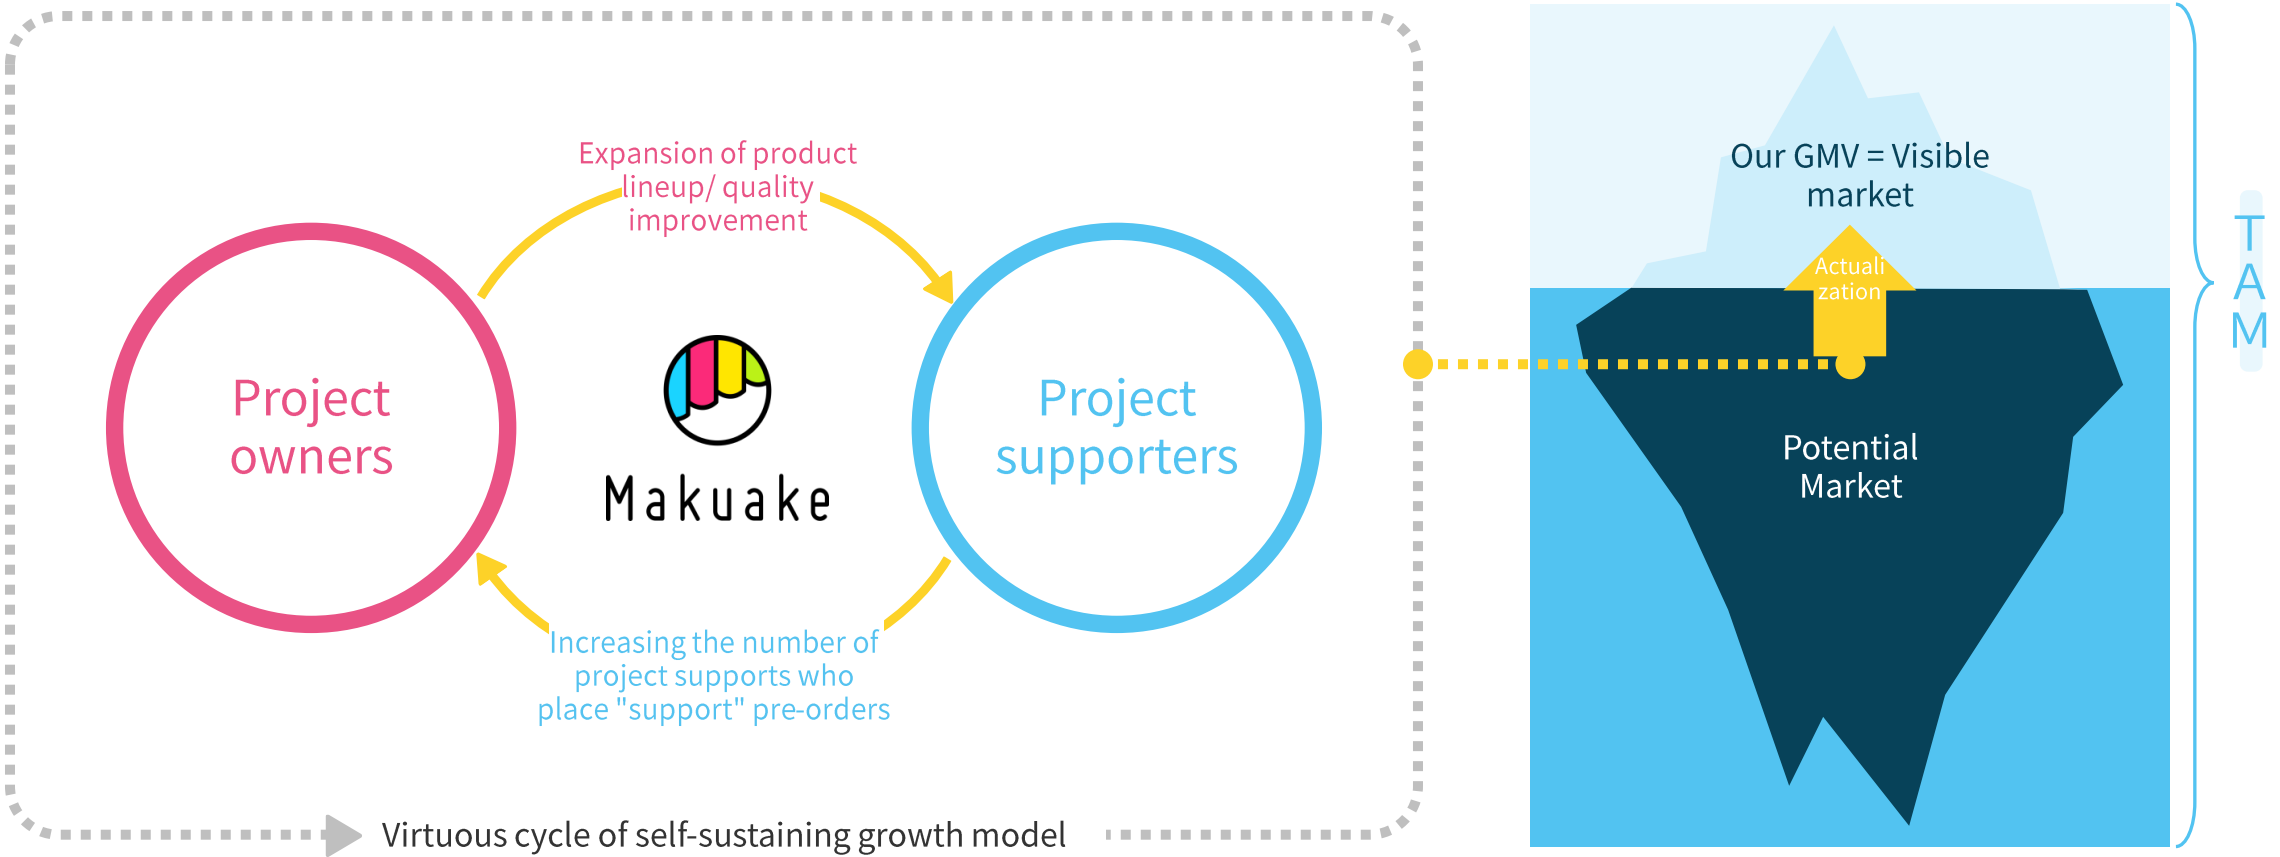 Expansion of product
lineup/ quality
improvement
Project
owners
Makuake
Project
supporters
Increasing the number of
project supports who
place "support" pre-orders
Virtuous cycle of self-sustaining growth model
Our GMV = Visible
market
Actuali
zation
Potential
Market
T
A
M